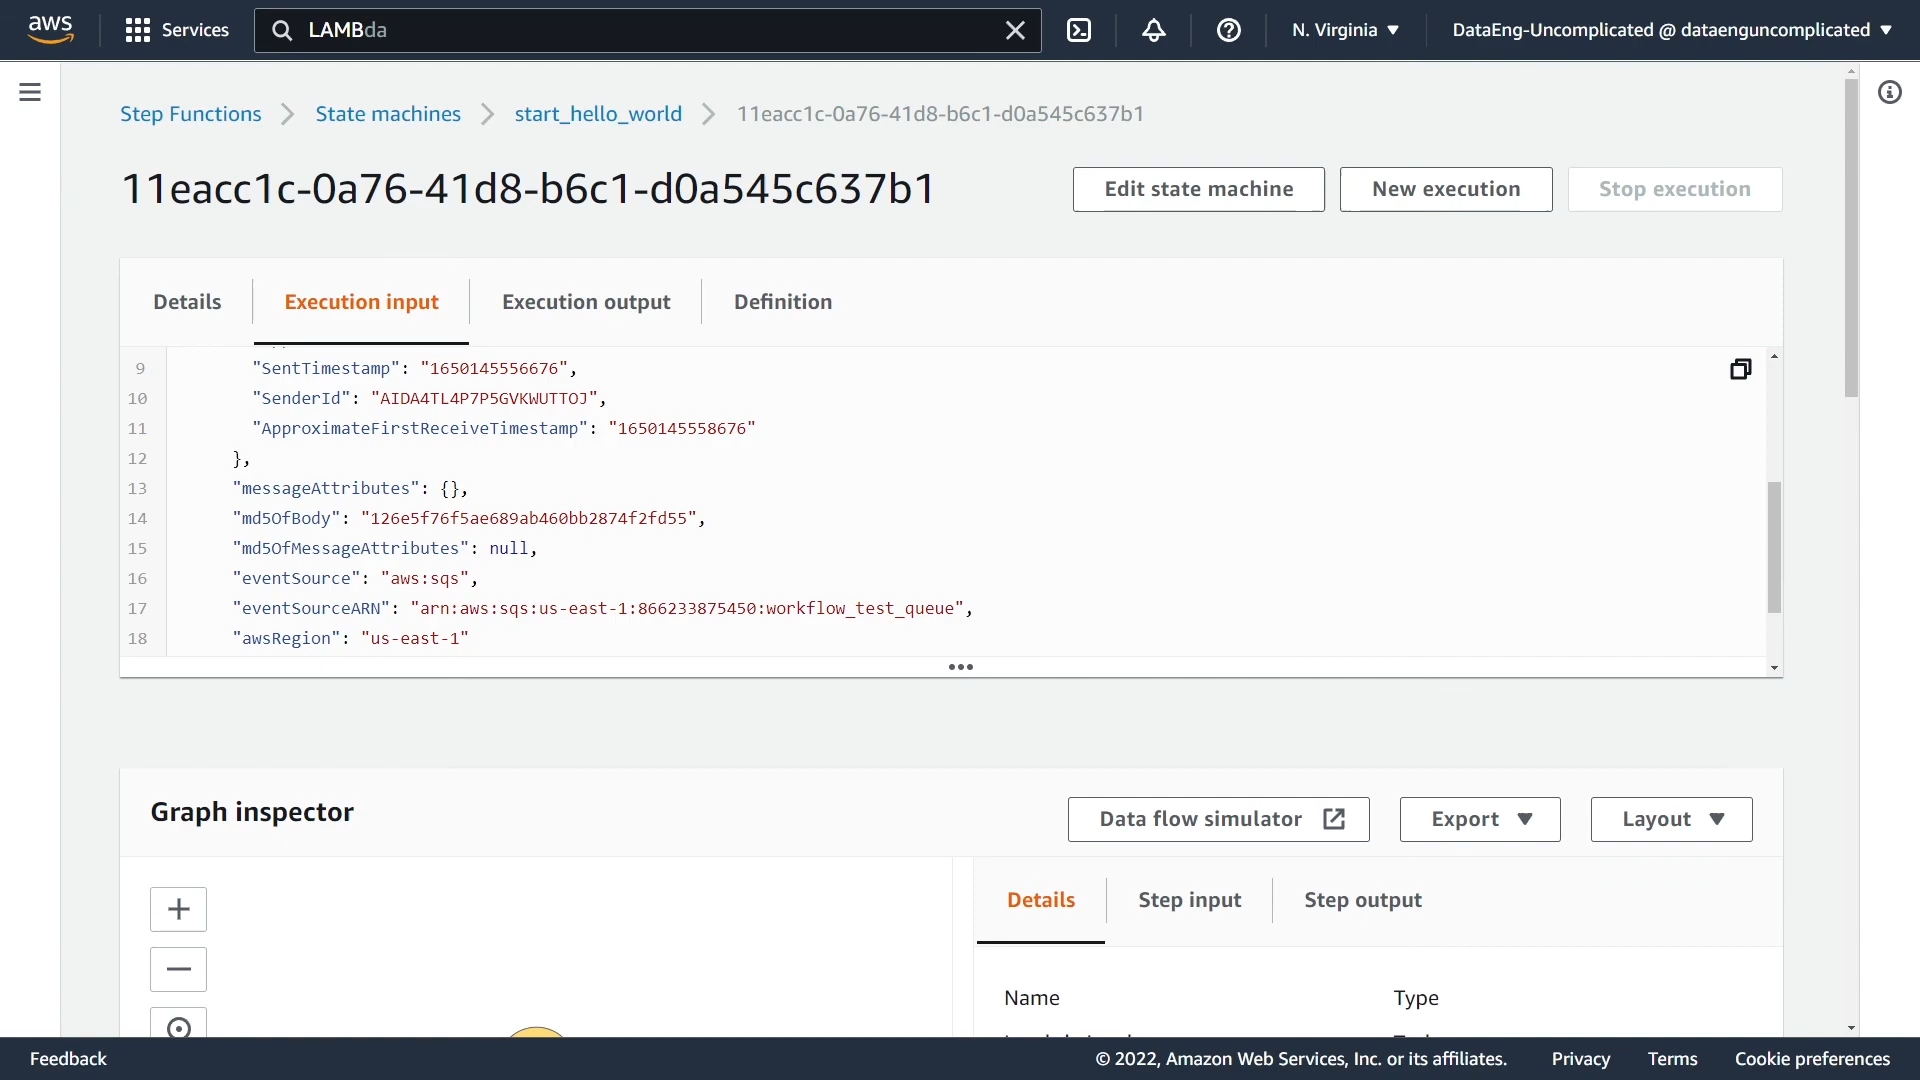 aws
Services
LAMBda
N. Virginia
DataEng-Uncomplicated @ dataenguncomplicated
Step Functions
State machines
start_hello_world
11eacc1c-0a76-41d8-b6c1-d0a545c637b1
11eacc1c-0a76-41d8-b6c1-d0a545c637b1
Edit state machine
New execution
Stop execution
Details
Execution input
Execution output
Definition
9 "SentTimestamp": "1650145556676",
10 "SenderId": "AIDA4TL4P7P5GVKWUTTOJ",
11 "ApproximateFirstReceiveTimestamp": "1650145558676"
12 },
13 "messageAttributes": {},
14 "md5OfBody": "126e5f76f5ae689ab460bb2874f2fd55",
15 "md5OfMessageAttributes": null,
16 "eventSource": "aws:sqs",
17 "eventSourceARN": "arn:aws:sqs:us-east-1:866233875450:workflow_test_queue",
18 "awsRegion": "us-east-1"
Graph inspector
Data flow simulator
Export
Layout
Details
Step input
Step output
Name
Type
Feedback
© 2022, Amazon Web Services, Inc. or its affiliates.
Privacy
Terms
Cookie preferences